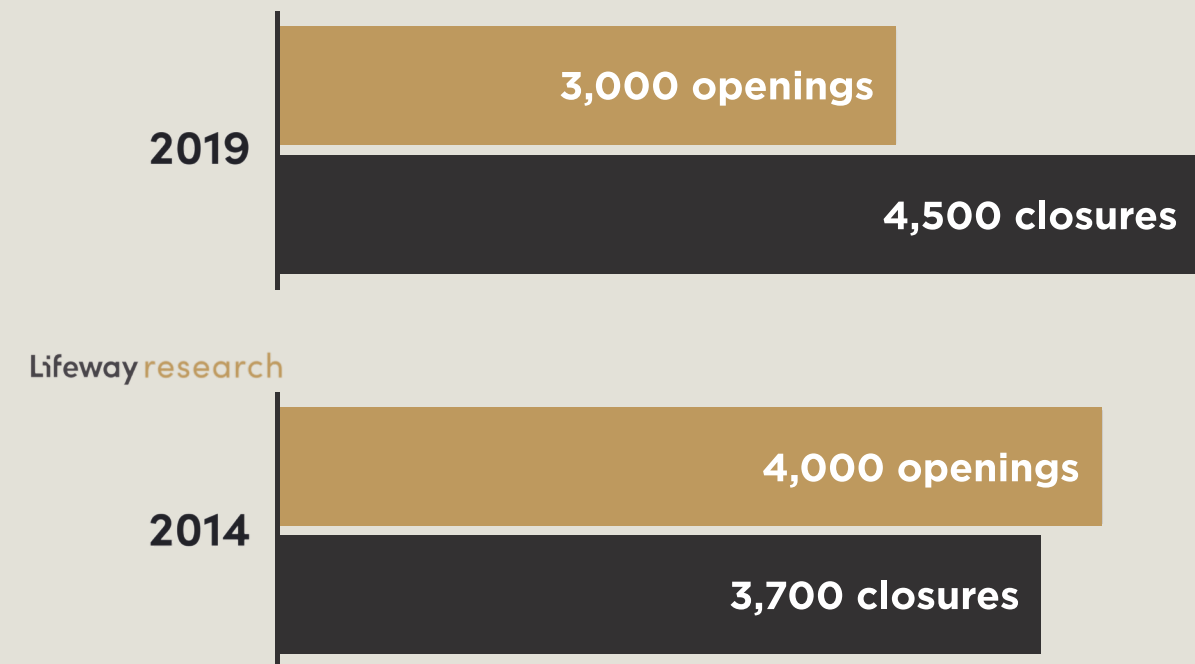 3,000 openings
2019
4,500 closures
Lifeway research
4,000 openings
2014
3,700 closures